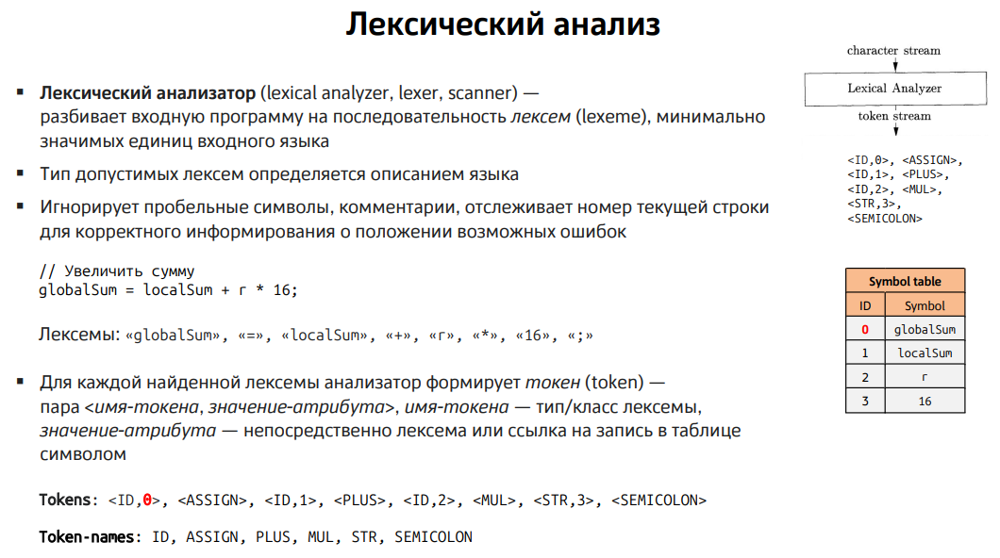 Лексический анализ
▪ Лексический анализатор (lexical analyzer, lexer, scanner) —
разбивает входную программу на последовательность лексем (lexeme), минимально
значимых единиц входного языка
▪ Тип допустимых лексем определяется описанием языка
▪ Игнорирует пробельные символы, комментарии, отслеживает номер текущей строки
для корректного информирования о положении возможных ошибок
// Увеличить сумму
globalSum = localSum + r * 16;
Лексемы: «globalSum», «=», «localSum», «+», «r», «*», «16», «;»
▪ Для каждой найденной лексемы анализатор формирует токен (token) —
пара <имя-токена, значение-атрибута>, имя-токена — тип/класс лексемы,
значение-атрибута — непосредственно лексема или ссылка на запись в таблице
символом
Tokens: <ID,0>, <ASSIGN>, <ID,1>, <PLUS>, <ID,2>, <MUL>, <STR,3>, <SEMICOLON>
Token-names: ID, ASSIGN, PLUS, MUL, STR, SEMICOLON
character stream
Lexical Analyzer
token stream
<ID,0>, <ASSIGN>,
<ID,1>, <PLUS>,
<ID,2>, <MUL>,
<STR,3>,
<SEMICOLON>
Symbol table
ID Symbol
0 globalSum
1 localSum
2 r
3 16